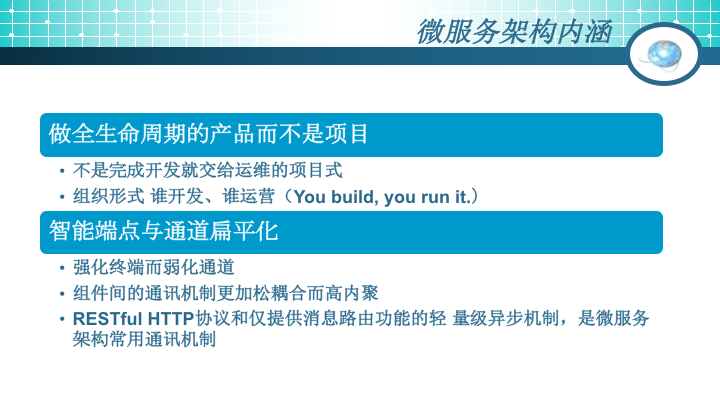 微服务架构内涵
做全生命周期的产品而不是项目
• 不是完成开发就交给运维的项目式
• 组织形式 谁开发、谁运营（You build, you run it.）
智能端点与通道扁平化
• 强化终端而弱化通道
• 组件间的通讯机制更加松耦合而高内聚
• RESTful HTTP协议和仅提供消息路由功能的轻 量级异步机制，是微服务
架构常用通讯机制